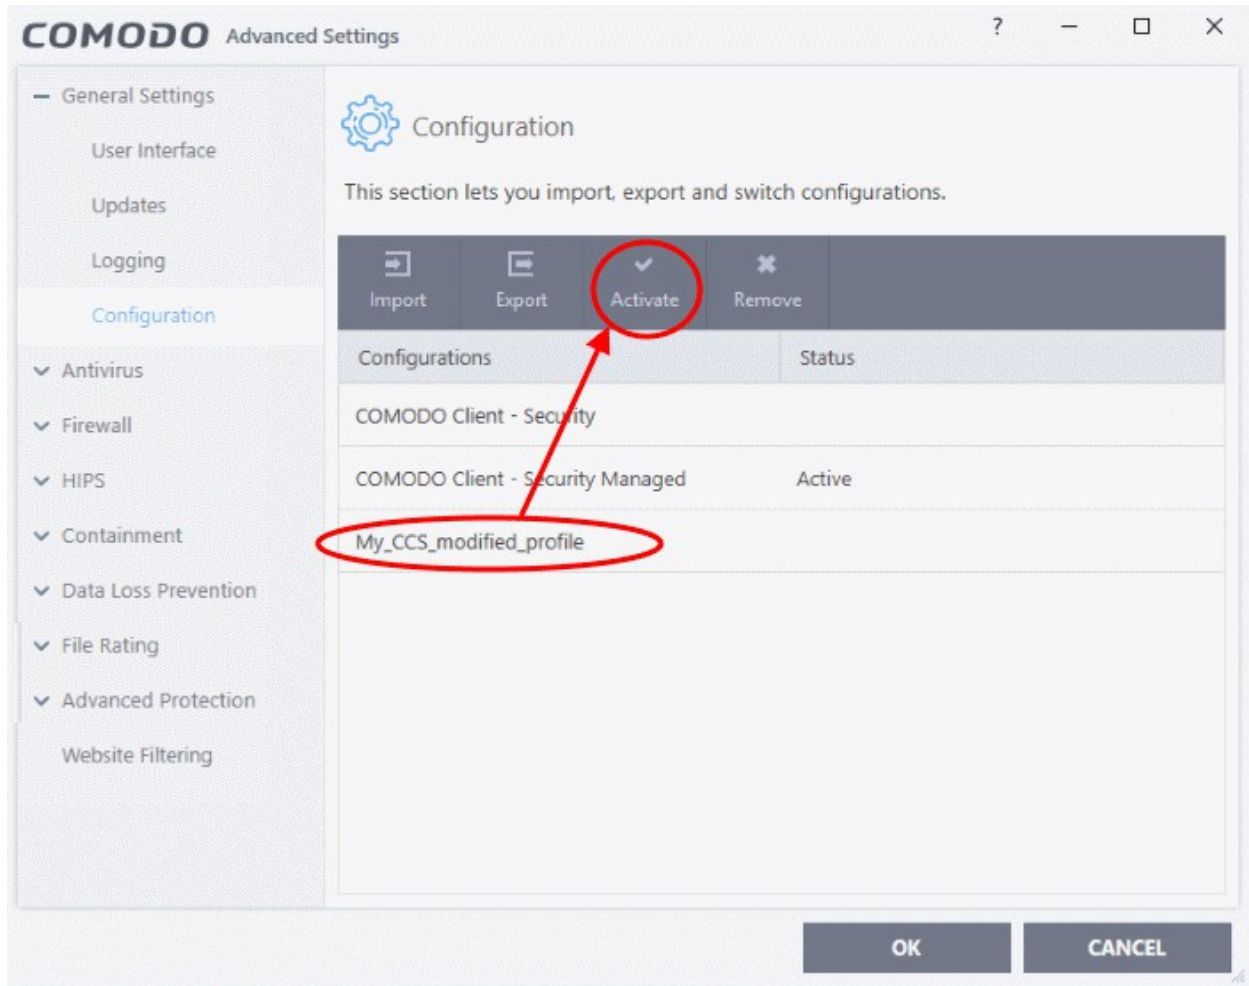 COMODO Advanced Settings
?
General Settings
User Interface
Updates
Logging
Configuration
Antivirus
Firewall
HIPS
Containment
Data Loss Prevention
File Rating
Advanced Protection
Website Filtering
Configuration
This section lets you import, export and switch configurations.
Import Export Activate Remove
Configurations Status
COMODO Client - Security
COMODO Client - Security Managed Active
My_CCS_modified_profile
OK CANCEL